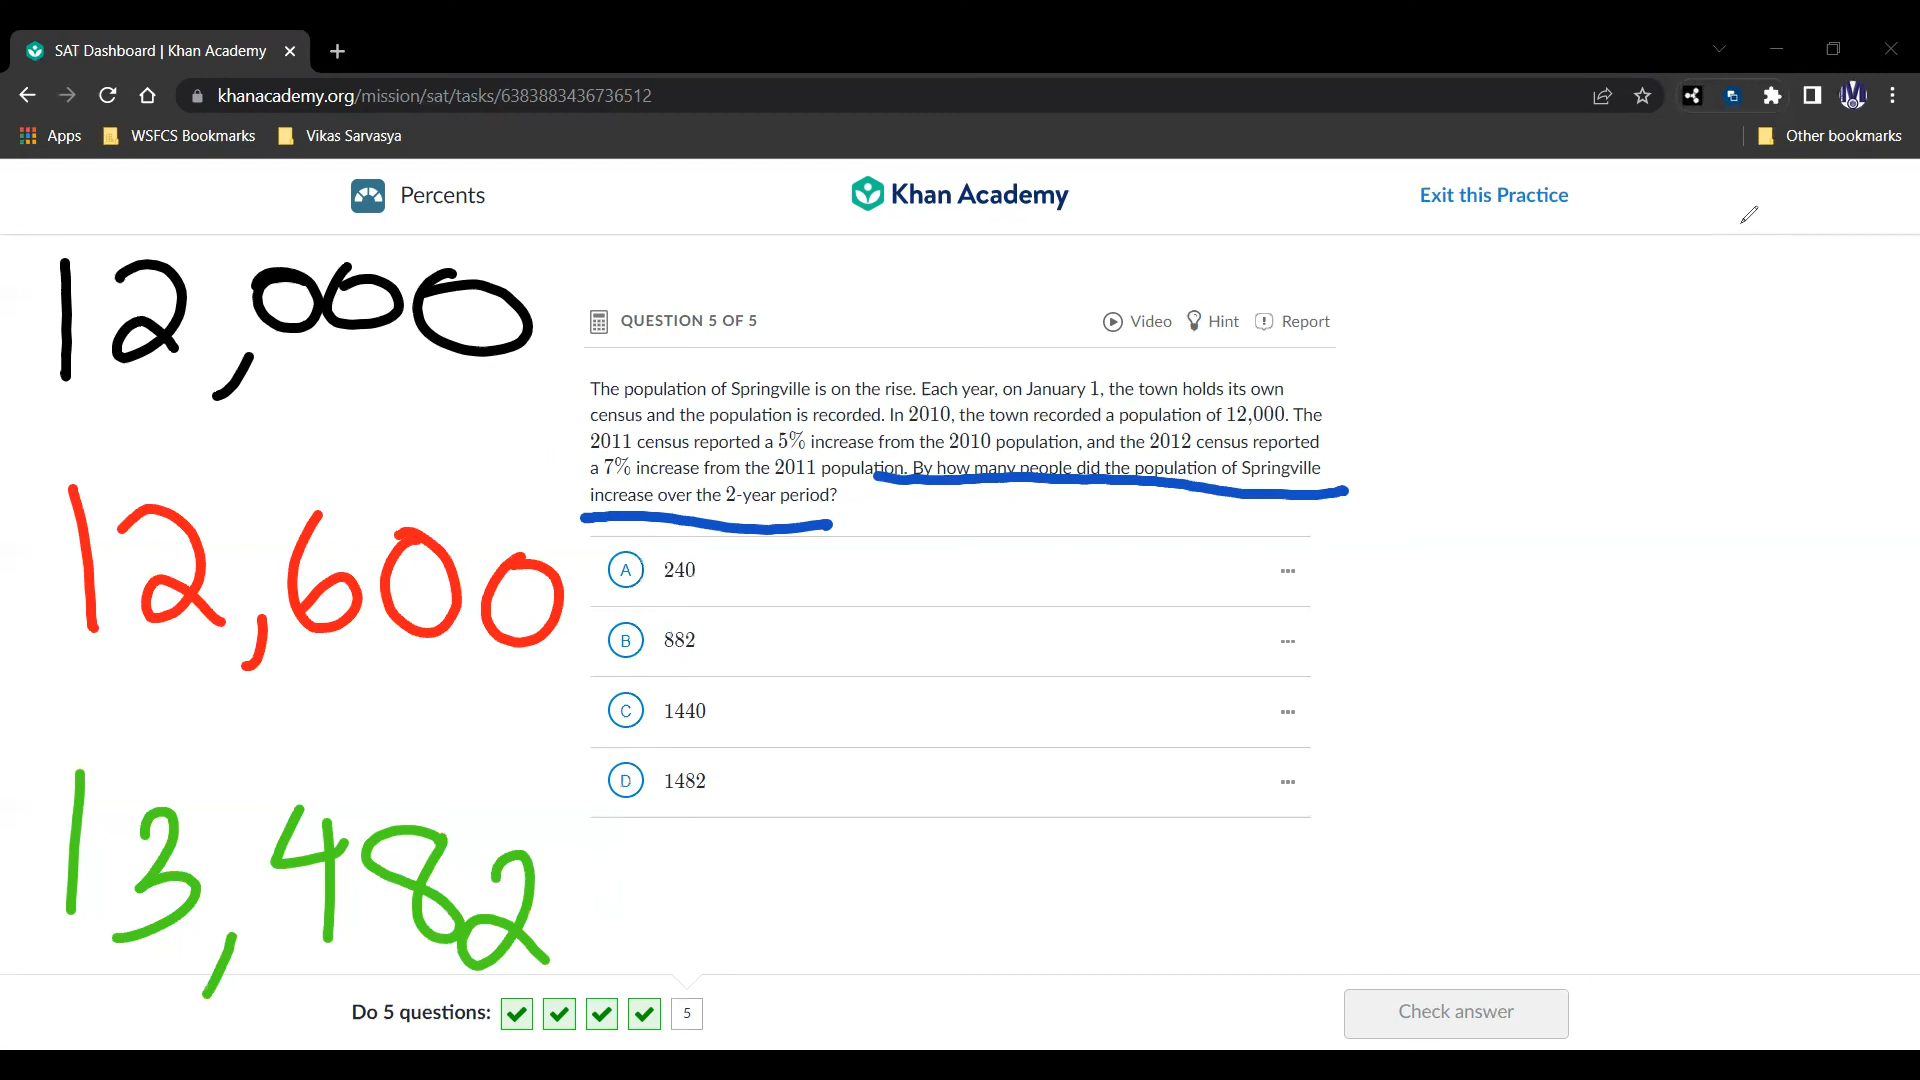 SAT Dashboard | Khan Academy
khanacademy.org/mission/sat/tasks/6383883436736512
Apps WSFCS Bookmarks Vikas Sarvasya Other bookmarks
Percents Khan Academy Exit this Practice
12,000
QUESTION 5 OF 5 Video Hint Report
The population of Springville is on the rise. Each year, on January 1, the town holds its own
census and the population is recorded. In 2010, the town recorded a population of 12,000. The
2011 census reported a 5% increase from the 2010 population, and the 2012 census reported
a 7% increase from the 2011 population. By how many people did the population of Springville
increase over the 2-year period?
12,600
A 240
B 882
C 1440
D 1482
13,482
Do 5 questions: 5 Check answer